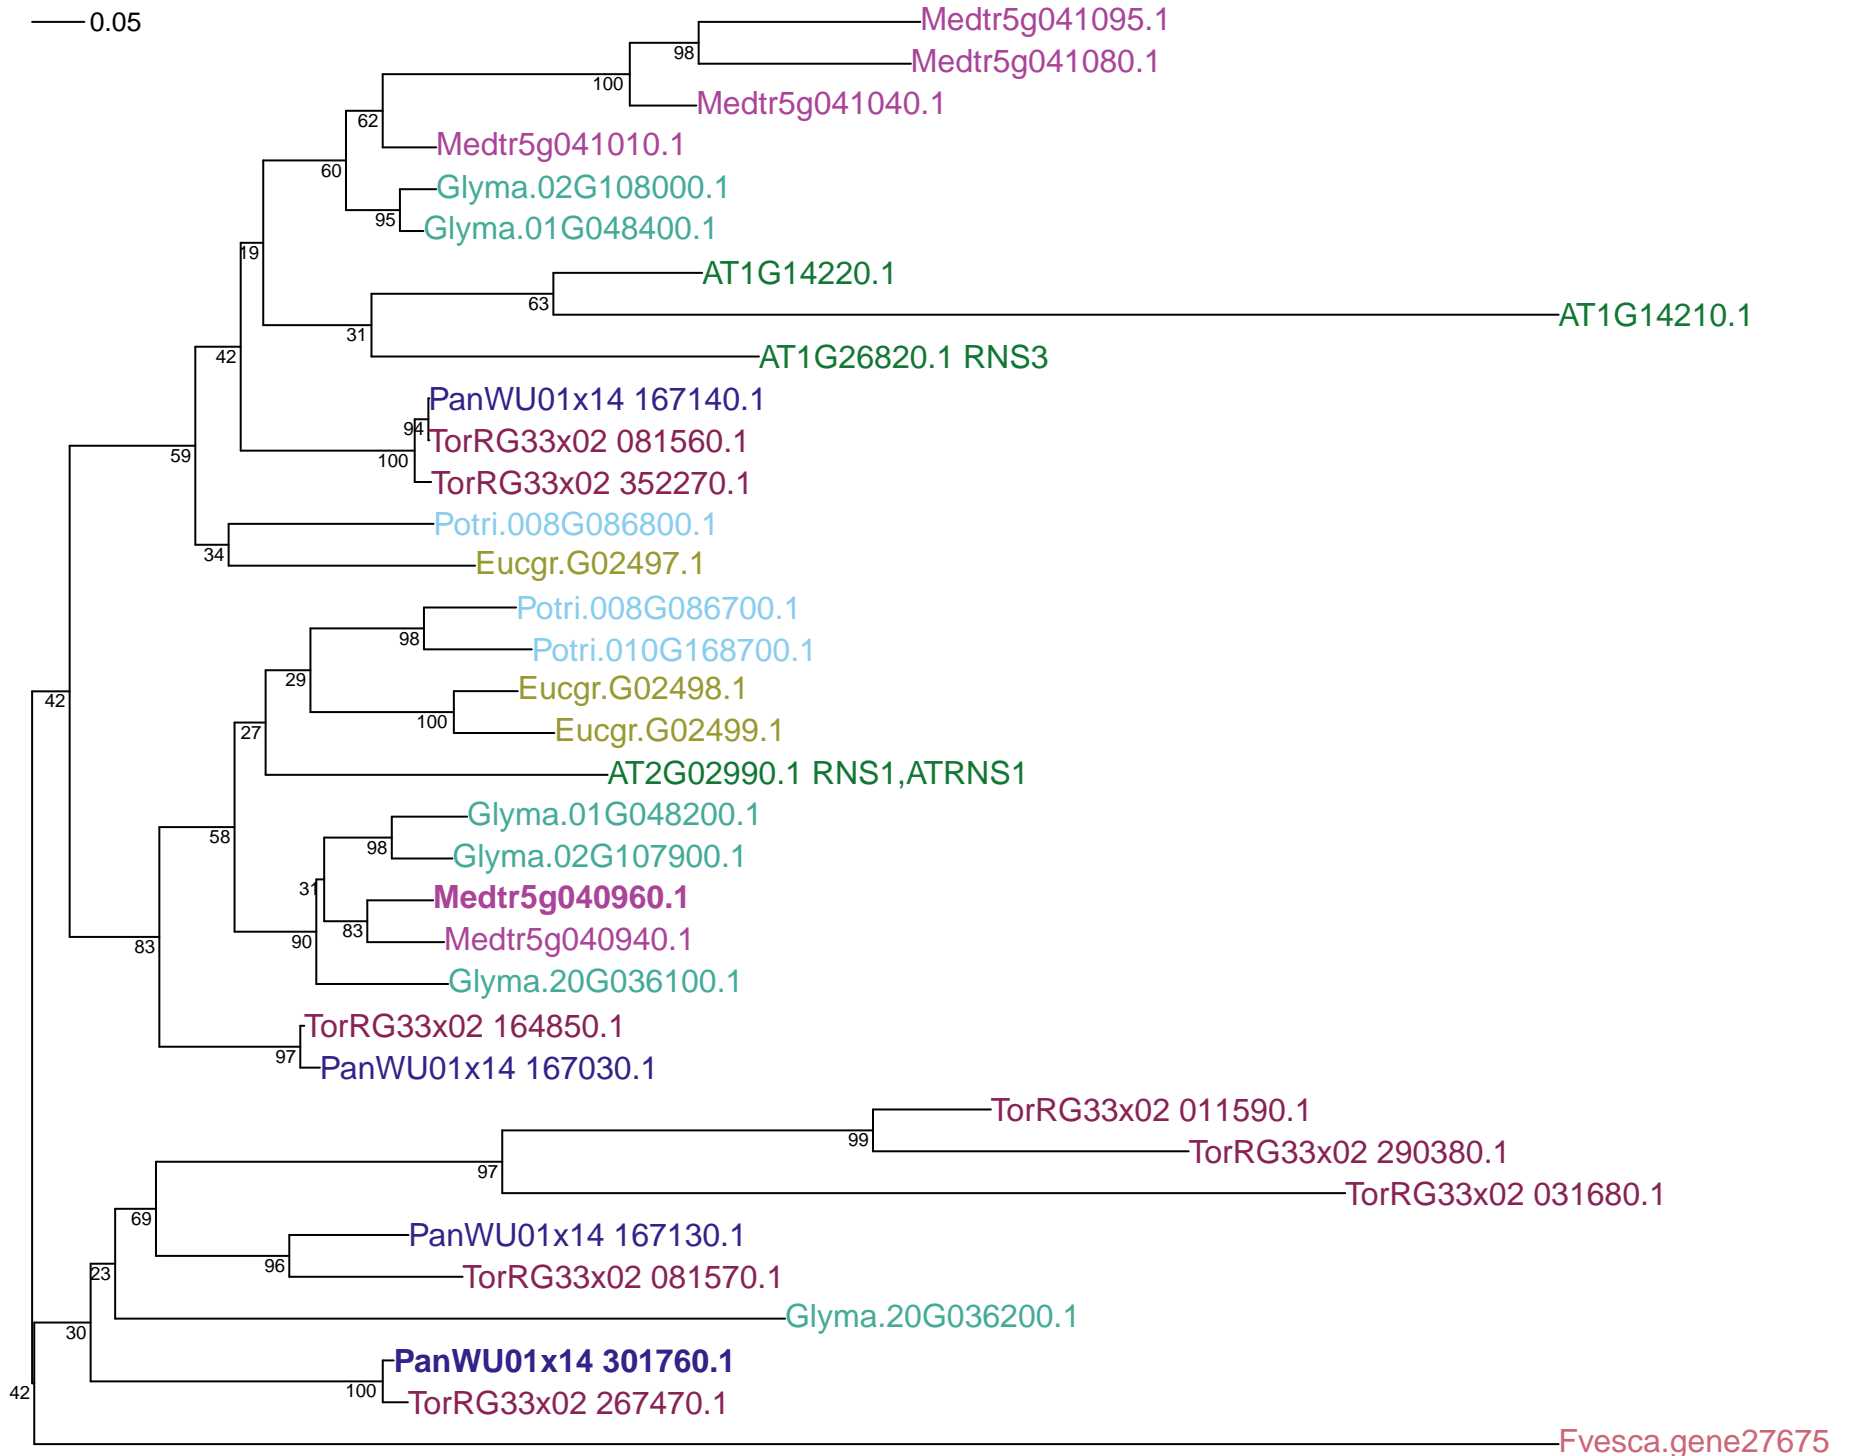 0.05
Medtr5g041095.1
98
Medtr5g041080.1
100
Medtr5g041040.1
62
Medtr5g041010.1
60
Glyma.02G108000.1
95
Glyma.01G048400.1
19
AT1G14220.1
63
AT1G14210.1
31
AT1G26820.1 RNS3
42
PanWU01x14 167140.1
94
TorRG33x02 081560.1
59
100
TorRG33x02 352270.1
Potri.008G086800.1
34
Eucgr.G02497.1
Potri.008G086700.1
98
Potri.010G168700.1
29
Eucgr.G02498.1
42
100
Eucgr.G02499.1
27
AT2G02990.1 RNS1,ATRNS1
Glyma.01G048200.1
58
98
Glyma.02G107900.1
31
Medtr5g040960.1
83
Medtr5g040940.1
83
90
Glyma.20G036100.1
TorRG33x02 164850.1
97
PanWU01x14 167030.1
TorRG33x02 011590.1
99
TorRG33x02 290380.1
97
TorRG33x02 031680.1
69
PanWU01x14 167130.1
96
TorRG33x02 081570.1
23
Glyma.20G036200.1
30
PanWU01x14 301760.1
42
100
TorRG33x02 267470.1
Fvesca.gene27675